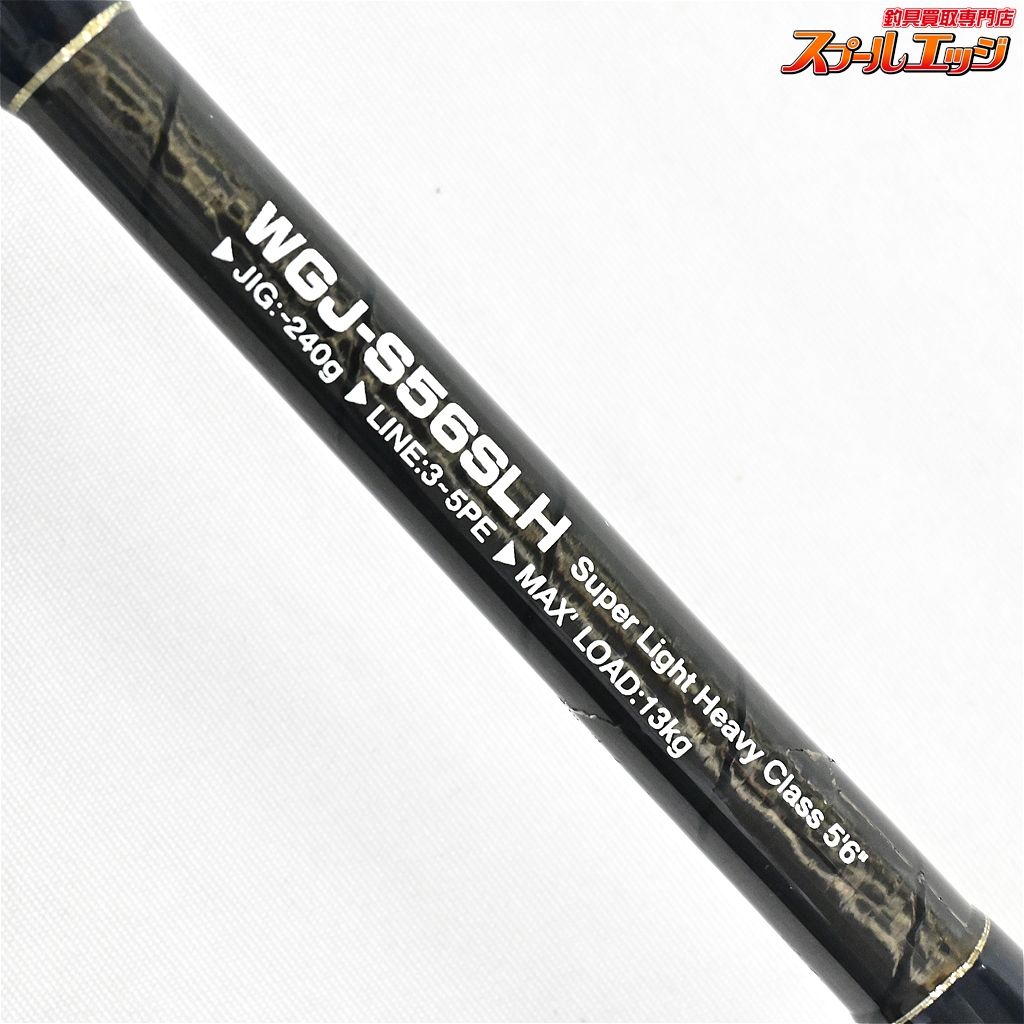 釣具買取専門店
スプールエッジ
WGJ-S56SLH Super Light Heavy Class 5'6"
▶JIG:-240g ▶LINE:3~5PE ▶MAX' LOAD:13kg